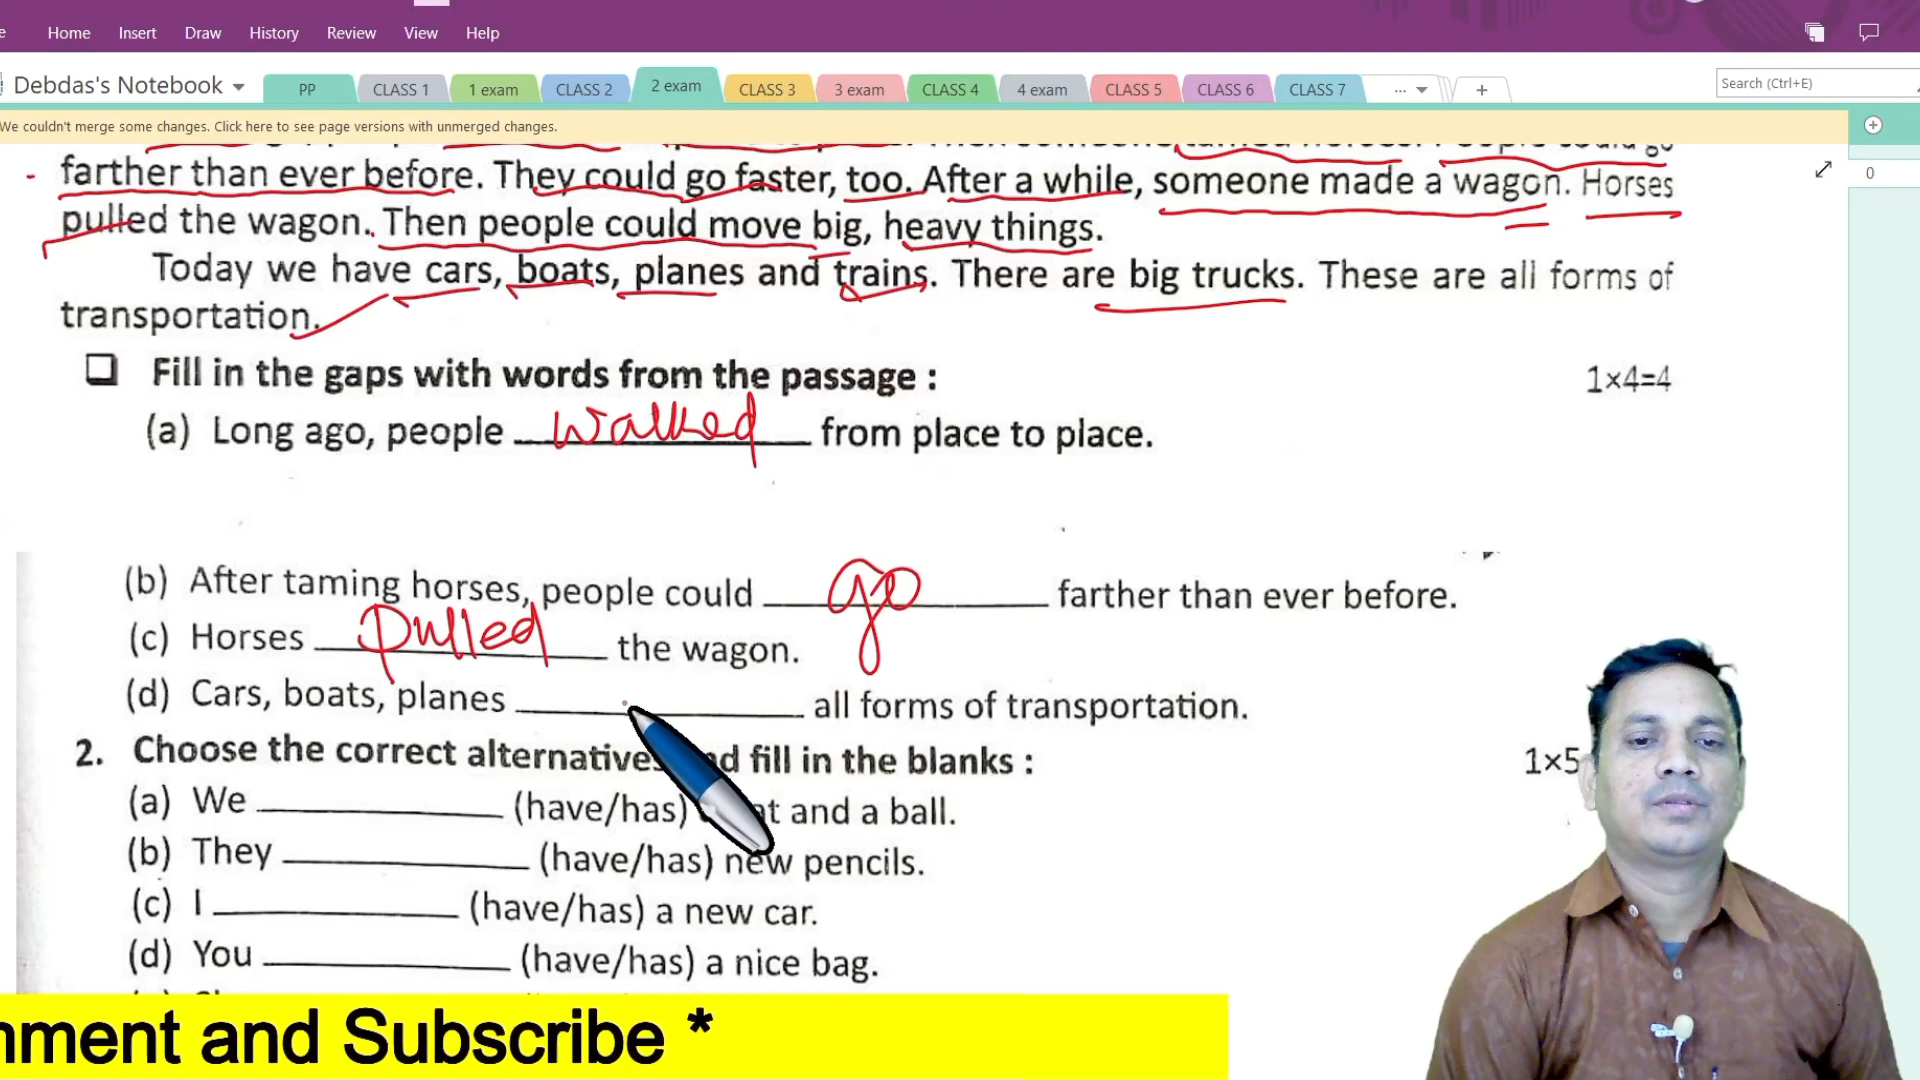 Home Insert Draw History Review View Help
Debdas's Notebook PP CLASS 1 1 exam CLASS 2 2 exam CLASS 3 3 exam CLASS 4 4 exam CLASS 5 CLASS 6 CLASS 7 ... + Search (Ctrl+E)
We couldn't merge some changes. Click here to see page versions with unmerged changes.
0
farther than ever before. They could go faster, too. After a while, someone made a wagon. Horses
pulled the wagon. Then people could move big, heavy things.
Today we have cars, boats, planes and trains. There are big trucks. These are all forms of
transportation.
Fill in the gaps with words from the passage : 1×4=4
(a) Long ago, people walked from place to place.
(b) After taming horses, people could go farther than ever before.
(c) Horses pulled the wagon.
(d) Cars, boats, planes ____ all forms of transportation.
2. Choose the correct alternative and fill in the blanks : 1×5
(a) We ____ (have/has) and a ball.
(b) They ____ (have/has) new pencils.
(c) I ____ (have/has) a new car.
(d) You ____ (have/has) a nice bag.
and Subscribe *